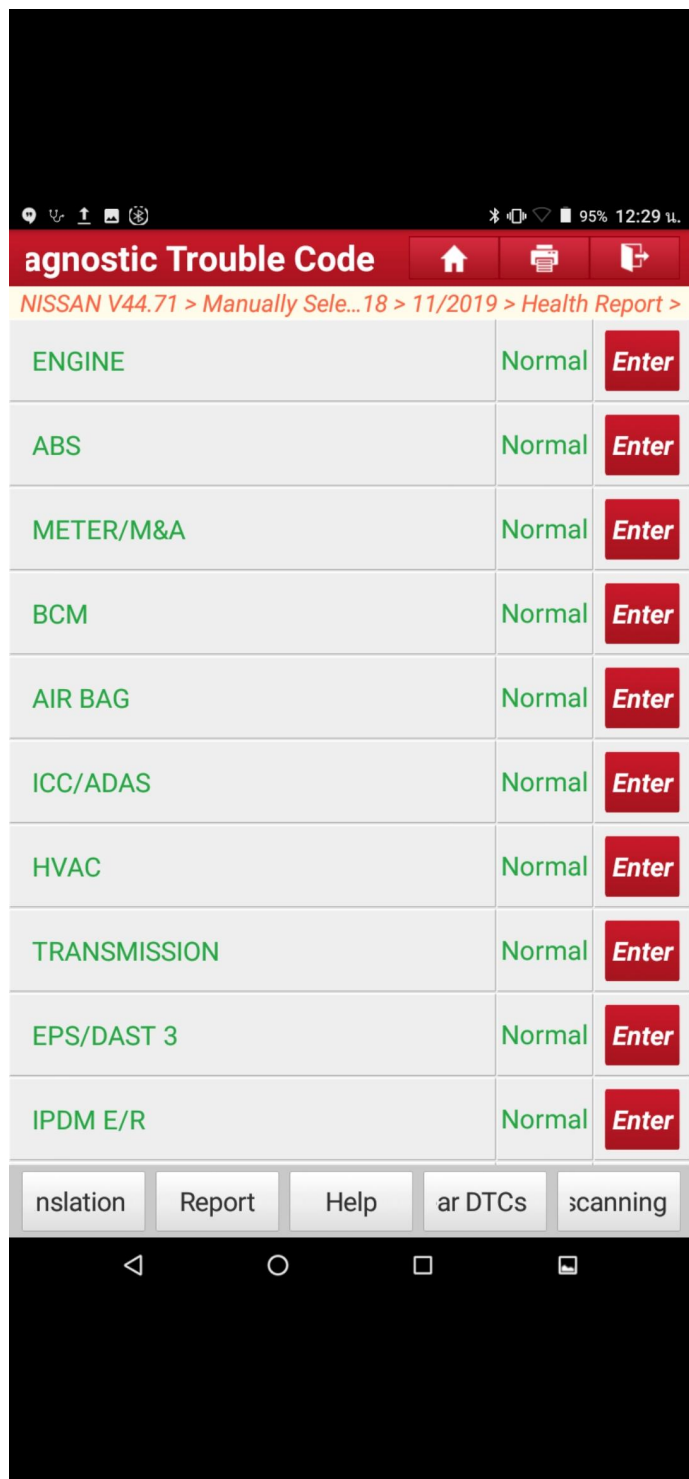 95% 12:29 น.
agnostic Trouble Code
NISSAN V44.71 > Manually Sele...18 > 11/2019 > Health Report >
ENGINE Normal Enter
ABS Normal Enter
METER/M&A Normal Enter
BCM Normal Enter
AIR BAG Normal Enter
ICC/ADAS Normal Enter
HVAC Normal Enter
TRANSMISSION Normal Enter
EPS/DAST 3 Normal Enter
IPDM E/R Normal Enter
nslation Report Help ar DTCs scanning